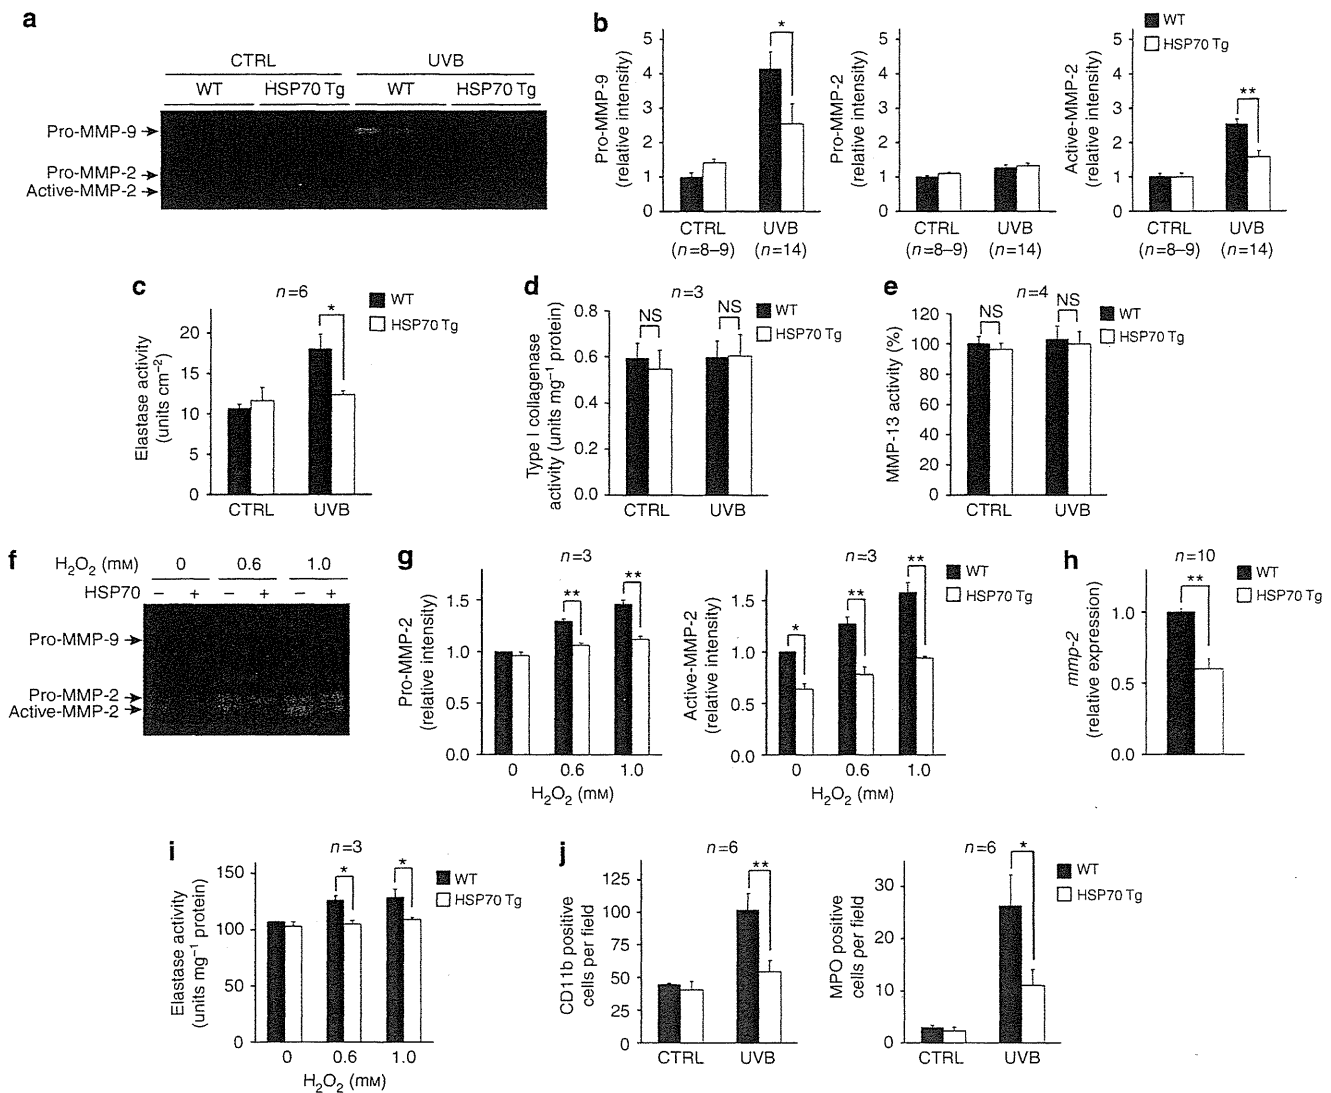 a
CTRL UVB
WT HSP70 Tg WT HSP70 Tg
Pro-MMP-9
Pro-MMP-2
Active-MMP-2
b
Pro-MMP-9
(relative intensity)
5
4
3
2
1
0
*
CTRL UVB
(n=8–9) (n=14)
Pro-MMP-2
(relative intensity)
5
4
3
2
1
0
CTRL UVB
(n=8–9) (n=14)
Active-MMP-2
(relative intensity)
5
4
3
2
1
0
**
WT
HSP70 Tg
CTRL UVB
(n=8–9) (n=14)
c
n=6
Elastase activity
(units cm⁻²)
20
15
10
5
0
*
WT
HSP70 Tg
CTRL UVB
d
n=3
Type I collagenase
activity (units mg⁻¹ protein)
0.8
0.6
0.4
0.2
0.0
NS NS
WT
HSP70 Tg
CTRL UVB
e
n=4
MMP-13 activity (%)
120
100
80
60
40
20
0
NS NS
WT
HSP70 Tg
CTRL UVB
f
H₂O₂ (mM) 0 0.6 1.0
HSP70 – + – + – +
Pro-MMP-9
Pro-MMP-2
Active-MMP-2
g
n=3
Pro-MMP-2
(relative intensity)
1.5
1.0
0.5
0.0
** **
0 0.6 1.0
H₂O₂ (mM)
n=3
Active-MMP-2
(relative intensity)
1.5
1.0
0.5
0.0
* ** **
WT
HSP70 Tg
0 0.6 1.0
H₂O₂ (mM)
h
n=10
mmp-2
(relative expression)
1.0
0.5
0.0
**
WT
HSP70 Tg
i
n=3
Elastase activity
(units mg⁻¹ protein)
150
100
50
0
* *
WT
HSP70 Tg
0 0.6 1.0
H₂O₂ (mM)
j
n=6
CD11b positive
cells per field
125
100
75
50
25
0
**
CTRL UVB
n=6
MPO positive
cells per field
30
20
10
0
*
WT
HSP70 Tg
CTRL UVB